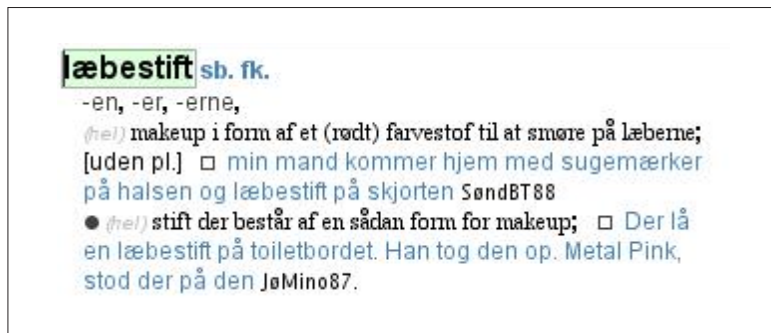 læbestift sb. fk.
-en, -er, -erne,
(hel) makeup i form af et (rødt) farvestof til at smøre på læberne;
[uden pl.] □ min mand kommer hjem med sugemærker
på halsen og læbestift på skjorten SøndBT88
● (hel) stift der består af en sådan form for makeup; □ Der lå
en læbestift på toiletbordet. Han tog den op. Metal Pink,
stod der på den JøMino87.